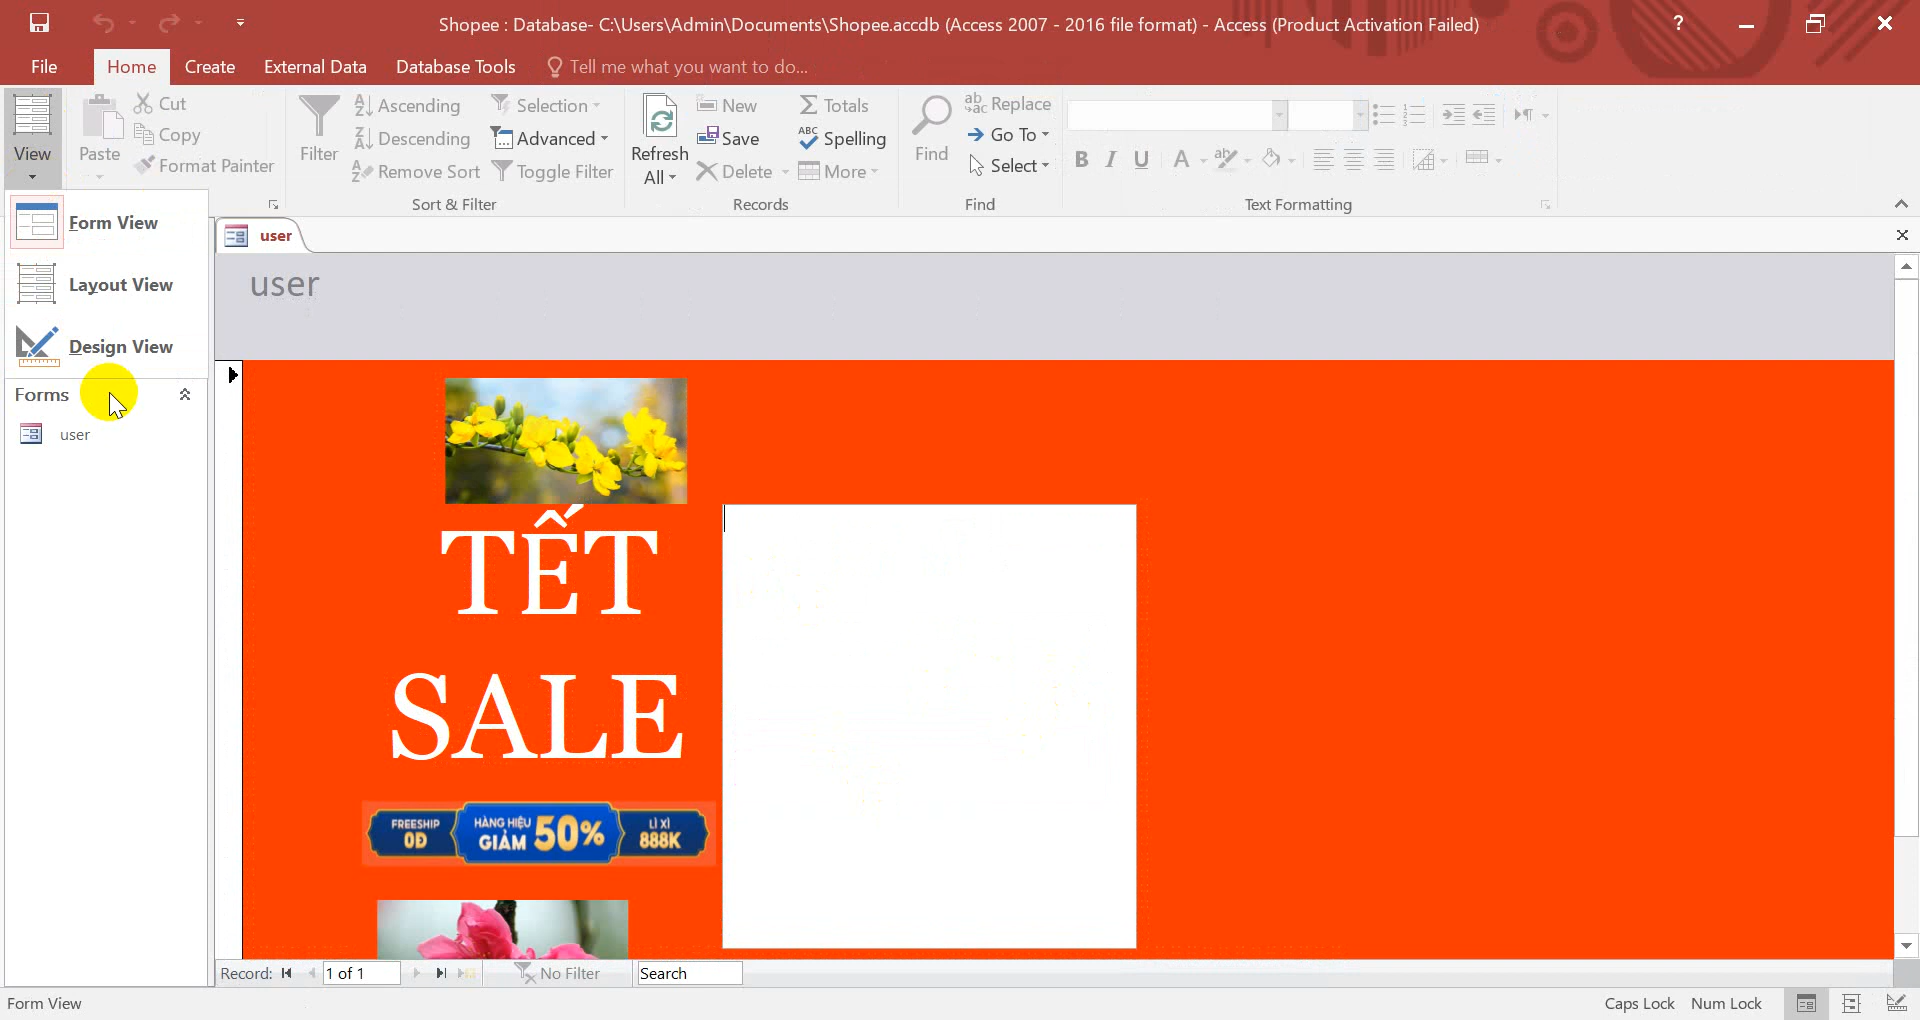 Shopee : Database- C:\Users\Admin\Documents\Shopee.accdb (Access 2007 - 2016 file format) - Access (Product Activation Failed)
?
File Home Create External Data Database Tools Tell me what you want to do...
View
Paste
Cut
Copy
Format Painter
Filter
Ascending
Descending
Remove Sort
Selection
Advanced
Toggle Filter
Sort & Filter
Refresh
All
New
Save
Delete
Totals
Spelling
More
Records
Find
Replace
Go To
Select
Find
B I U A
Text Formatting
Form View
Layout View
Design View
Forms
user
user
user
TẾT
SALE
FREESHIP
0Đ
HÀNG HIỆU
GIẢM 50%
LÌ XÌ
888K
Record: 1 of 1 No Filter Search
Form View
Caps Lock Num Lock